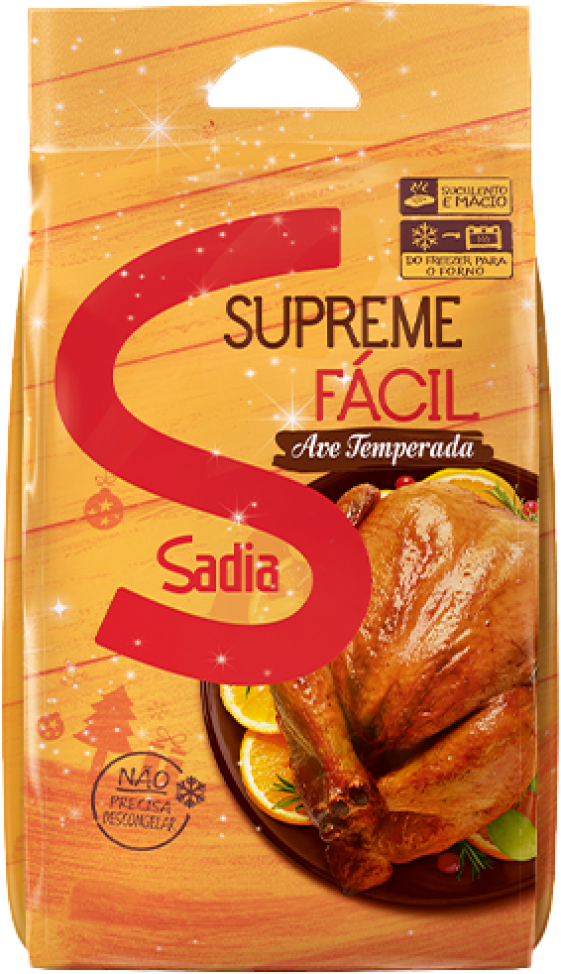 SUCULENTO
E MACIO
DO FREEZER PARA
O FORNO
S
SUPREME
FÁCIL
Ave Temperada
Sadia
NÃO
PRECISA
DESCONGELAR